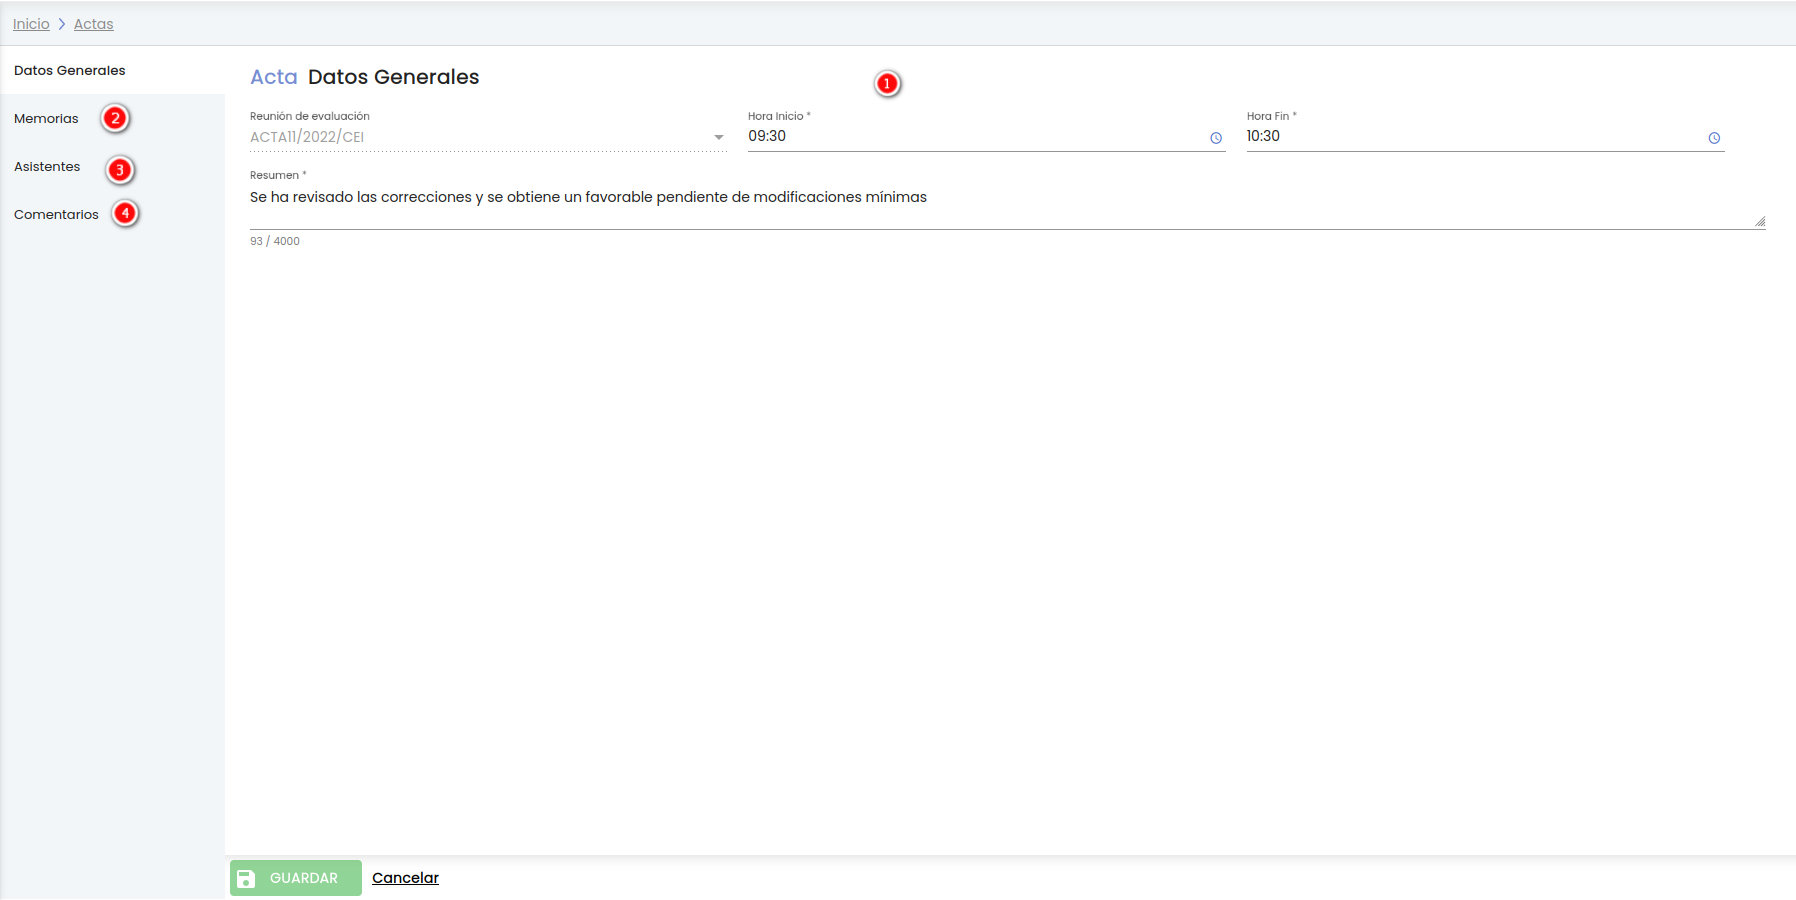 Inicio > Actas
Datos Generales
Memorias 2
Asistentes 3
Comentarios 4
Acta Datos Generales 1
Reunión de evaluación
ACTA11/2022/CEI
Hora Inicio *
09:30
Hora Fin *
10:30
Resumen *
Se ha revisado las correcciones y se obtiene un favorable pendiente de modificaciones mínimas
93 / 4000
GUARDAR Cancelar